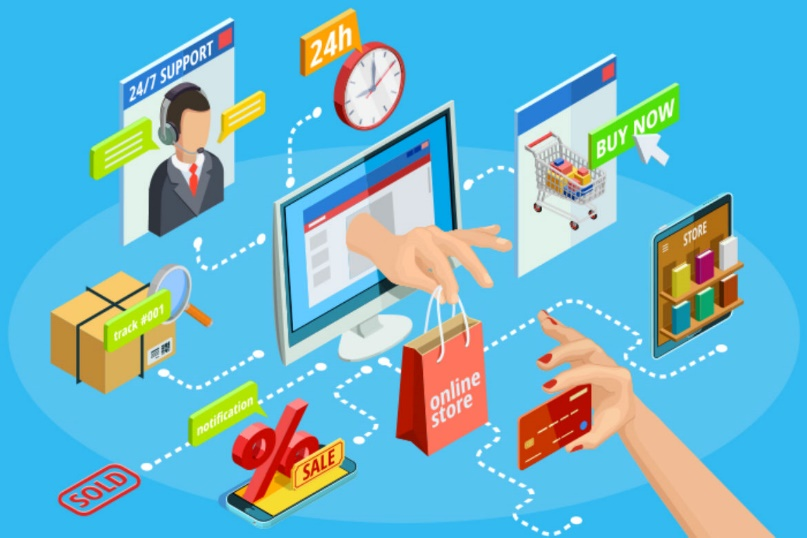 24/7 SUPPORT
24h
BUY NOW
STORE
track #001
online
store
notification
SALE
SOLD